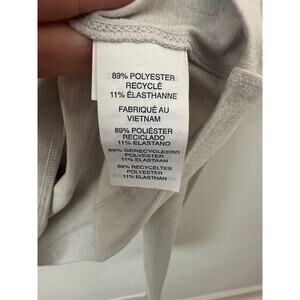 89% POLYESTER
RECYCLÉ
11% ÉLASTHANNE
FABRIQUÉ AU
VIETNAM
89% POLIÉSTER
RECICLADO
11% ELASTANO
89% GERECYCLEERD
POLYESTER
11% ELASTAAN
89% RECYCELTES
POLYESTER
11% ELASTHAN